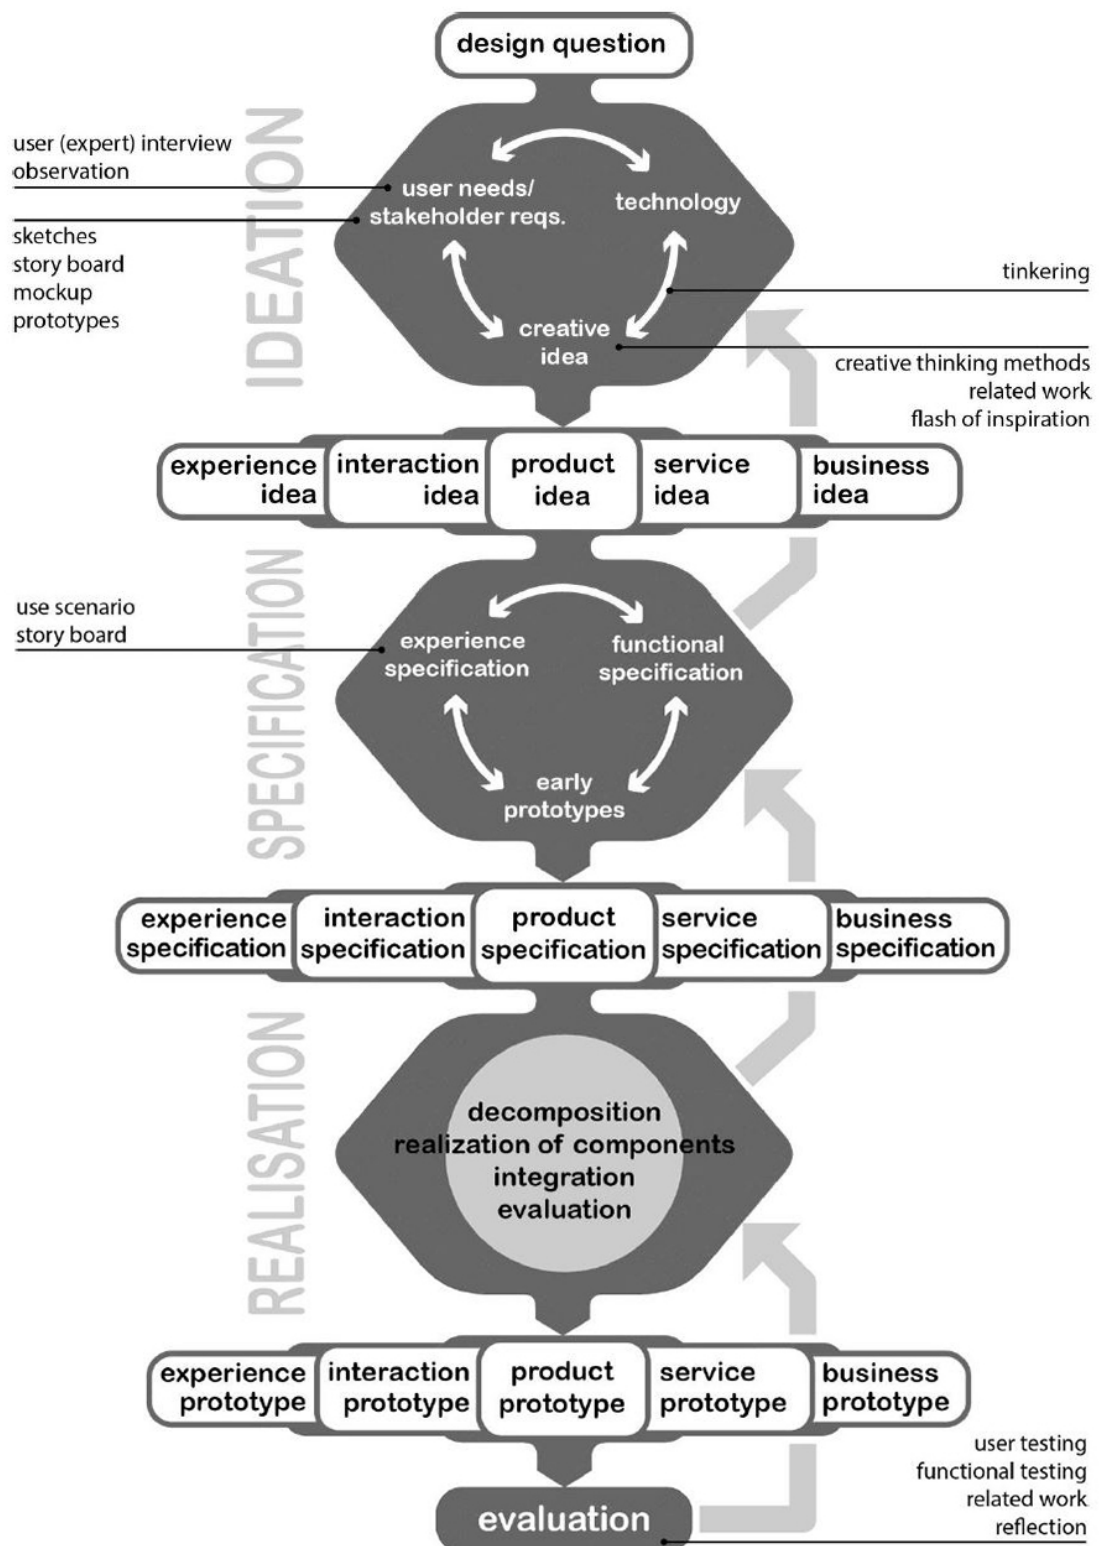 design question
IDEATION
user (expert) interview
observation
sketches
story board
mockup
prototypes
user needs/
stakeholder reqs.
technology
creative
idea
tinkering
creative thinking methods
related work
flash of inspiration
experience
idea
interaction
idea
product
idea
service
idea
business
idea
SPECIFICATION
use scenario
story board
experience
specification
functional
specification
early
prototypes
experience
specification
interaction
specification
product
specification
service
specification
business
specification
REALISATION
decomposition
realization of components
integration
evaluation
experience
prototype
interaction
prototype
product
prototype
service
prototype
business
prototype
evaluation
user testing
functional testing
related work
reflection